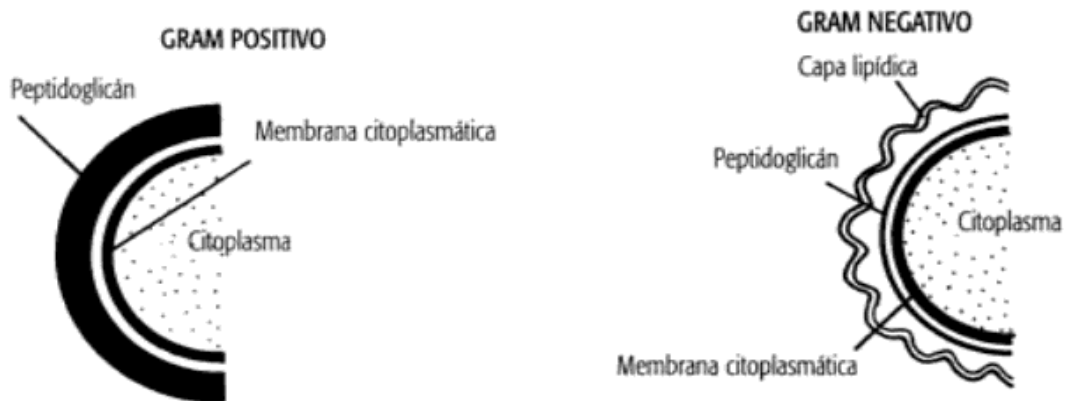 GRAM POSITIVO
Peptidoglicán
Membrana citoplasmática
Citoplasma
GRAM NEGATIVO
Capa lipídica
Peptidoglicán
Citoplasma
Membrana citoplasmática